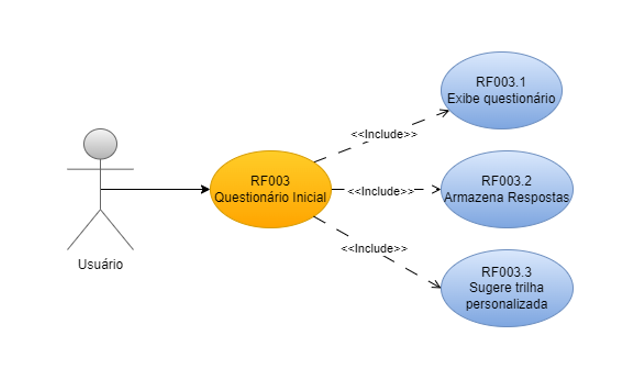 RF003.1
Exibe questionário
<<Include>>
RF003
Questionário Inicial
<<Include>>
RF003.2
Armazena Respostas
<<Include>>
Usuário
RF003.3
Sugere trilha
personalizada